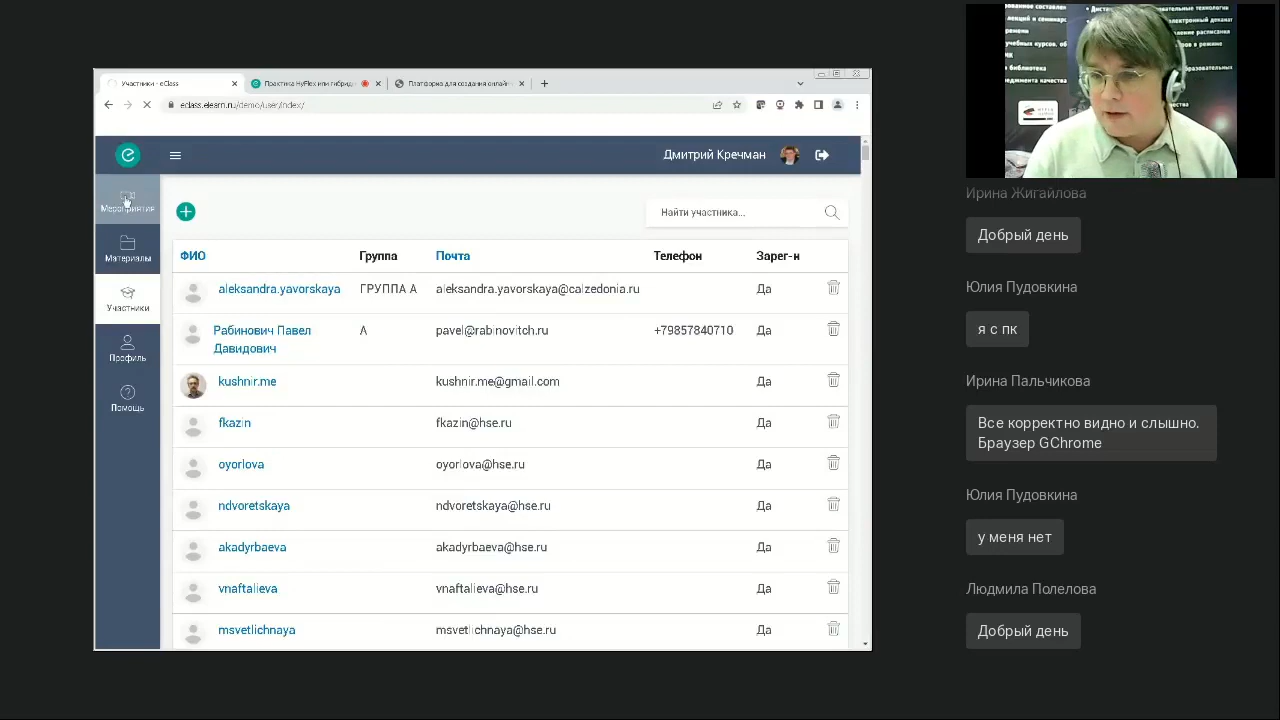 Участники - eClass
Платформа для создания онлайн-
eclass.elearn.ru/demo/user/index/
Дмитрий Кречман
Мероприятия
Материалы
Участники
Профиль
Помощь
Найти участника...
ФИО Группа Почта Телефон Зарег-н
aleksandra.yavorskaya ГРУППА А aleksandra.yavorskaya@calzedonia.ru Да
Рабинович Павел Давидович А pavel@rabinovitch.ru +79857840710 Да
kushnir.me kushnir.me@gmail.com Да
fkazin fkazin@hse.ru Да
oyorlova oyorlova@hse.ru Да
ndvoretskaya ndvoretskaya@hse.ru Да
akadyrbaeva akadyrbaeva@hse.ru Да
vnaftalieva vnaftalieva@hse.ru Да
msvetlichnaya msvetlichnaya@hse.ru Да
Ирина Жигайлова
Добрый день
Юлия Пудовкина
я с пк
Ирина Пальчикова
Все корректно видно и слышно.
Браузер GChrome
Юлия Пудовкина
у меня нет
Людмила Полелова
Добрый день